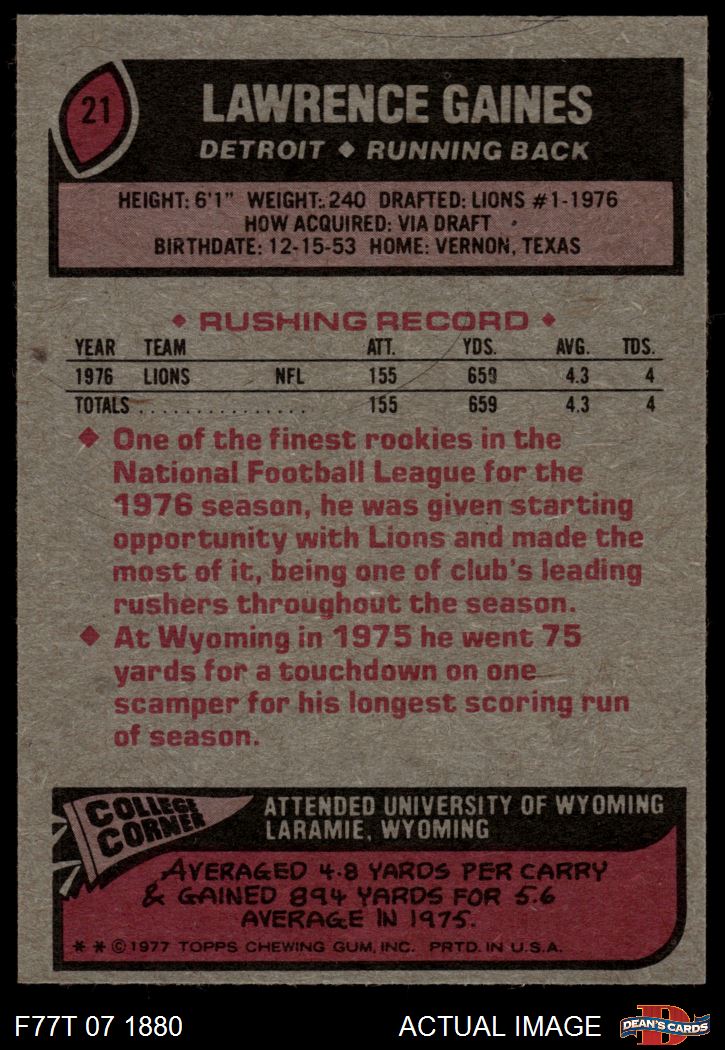 21
LAWRENCE GAINES
DETROIT ◆ RUNNING BACK
HEIGHT: 6'1" WEIGHT: 240 DRAFTED: LIONS #1-1976
HOW ACQUIRED: VIA DRAFT
BIRTHDATE: 12-15-53 HOME: VERNON, TEXAS
◆ RUSHING RECORD ◆
YEAR TEAM ATT. YDS. AVG. TDS.
1976 LIONS NFL 155 659 4.3 4
TOTALS . . . . . . . . . . . . . . . 155 659 4.3 4
◆ One of the finest rookies in the
National Football League for the
1976 season, he was given starting
opportunity with Lions and made the
most of it, being one of club's leading
rushers throughout the season.
◆ At Wyoming in 1975 he went 75
yards for a touchdown on one
scamper for his longest scoring run
of season.
COLLEGE
CORNER
ATTENDED UNIVERSITY OF WYOMING
LARAMIE, WYOMING
AVERAGED 4.8 YARDS PER CARRY
& GAINED 894 YARDS FOR 5.6
AVERAGE IN 1975.
* * © 1977 TOPPS CHEWING GUM, INC. PRTD. IN U.S.A.
F77T 07 1880 ACTUAL IMAGE
D
DEAN'S CARDS